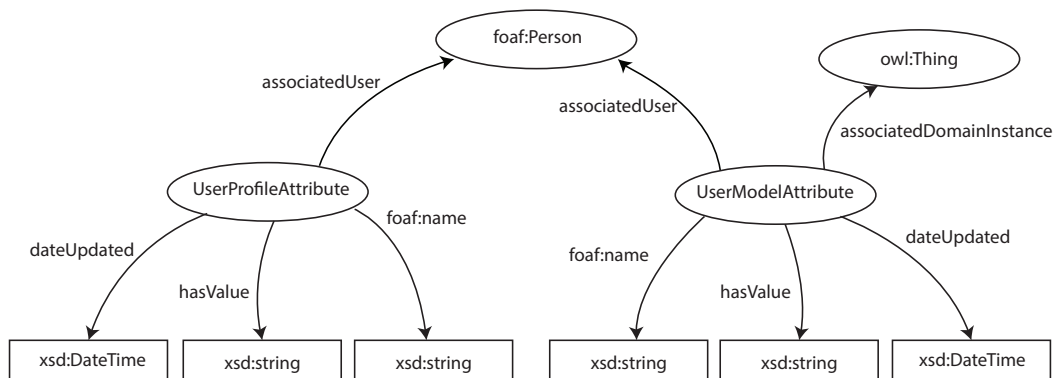 foaf:Person
owl:Thing
associatedUser
associatedUser
associatedDomainInstance
UserProfileAttribute
UserModelAttribute
foaf:name
dateUpdated
foaf:name
dateUpdated
hasValue
hasValue
xsd:DateTime
xsd:string
xsd:string
xsd:string
xsd:string
xsd:DateTime